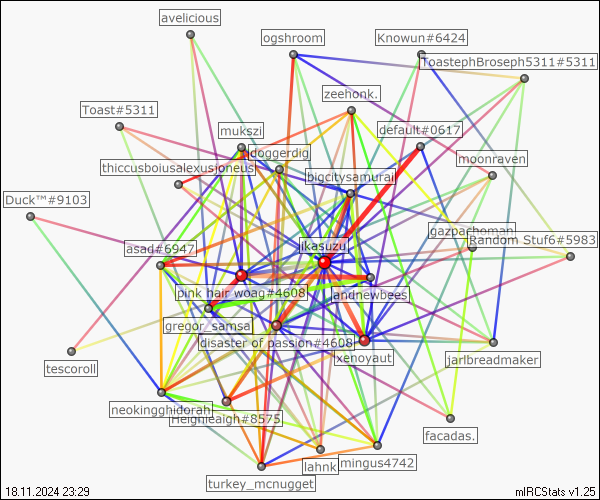 avelicious
ogshroom
Knowun#6424
ToastephBroseph5311#5311
zeehonk.
Toast#5311
mukszi
default#0617
doggerdig
moonraven
thiccusboiusalexusjoneus
bigcitysamurai
Duck™#9103
gazpachoman
Random Stuf6#5983
asad#6947
likasuzu
pink hair woag#4608
andnewbees
gregor_samsa
disaster of passion#4608
xenoyaut
jarlbreadmaker
tescoroll
neokingghidorah
Heighleaigh#8575
facadas.
lahnk
mingus4742
turkey_mcnugget
18.11.2024 23:29
mIRCStats v1.25